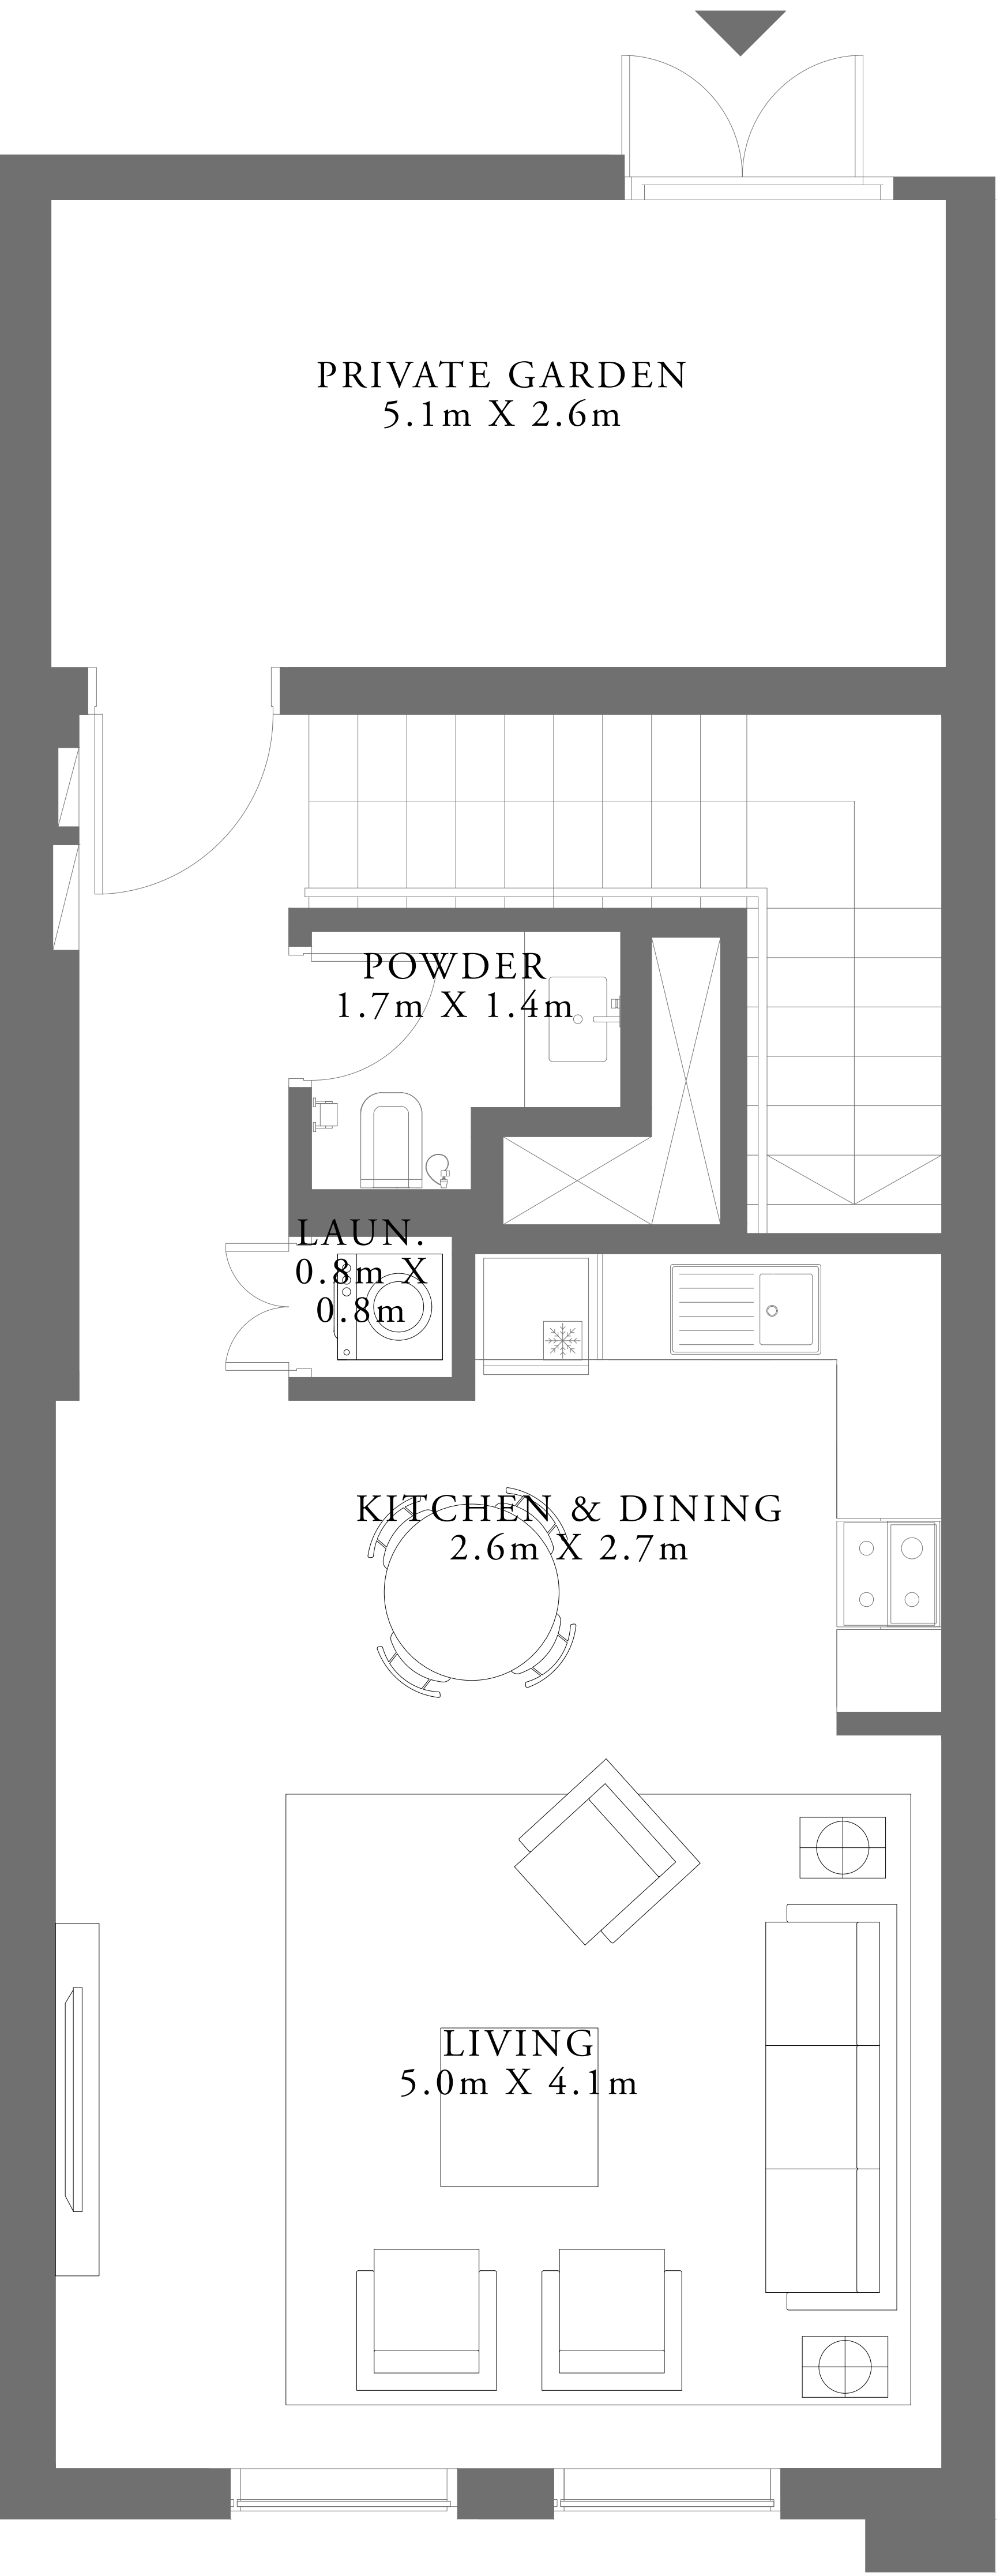 PRIVATE GARDEN
5.1m X 2.6m
POWDER
1.7m X 1.4m
LAUN.
0.8m X
0.8m
KITCHEN & DINING
2.6m X 2.7m
LIVING
5.0m X 4.1m